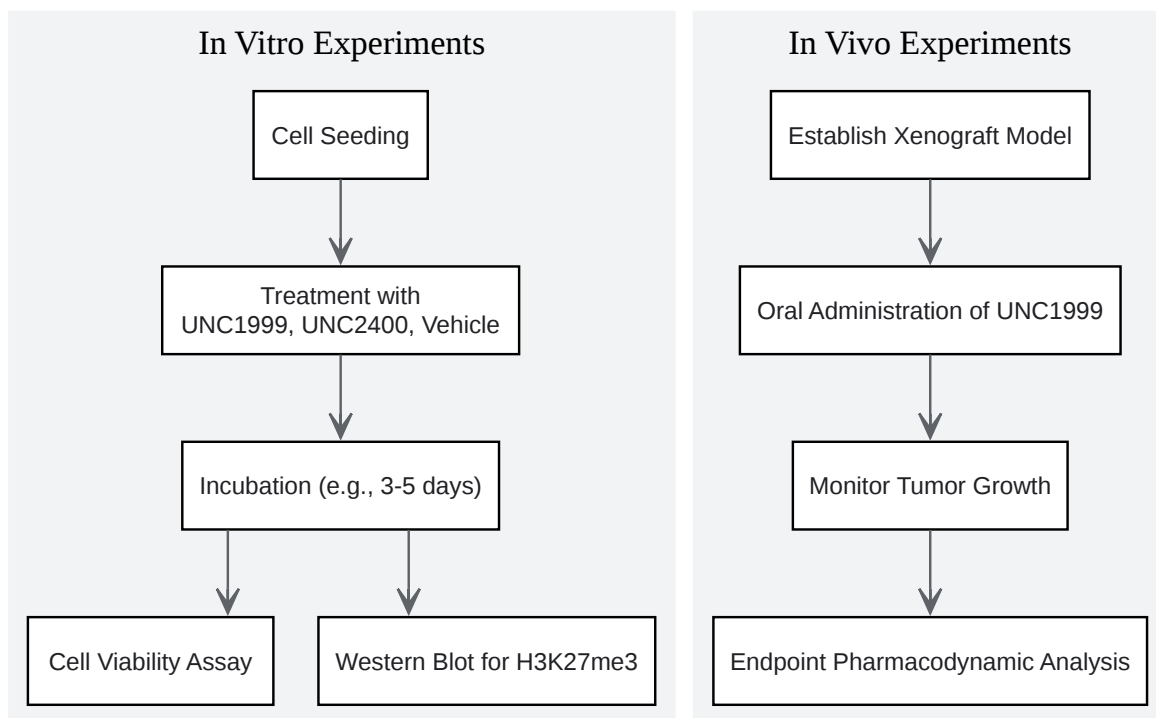 In Vitro Experiments
Cell Seeding
Treatment with
UNC1999, UNC2400, Vehicle
Incubation (e.g., 3-5 days)
Cell Viability Assay
Western Blot for H3K27me3
In Vivo Experiments
Establish Xenograft Model
Oral Administration of UNC1999
Monitor Tumor Growth
Endpoint Pharmacodynamic Analysis